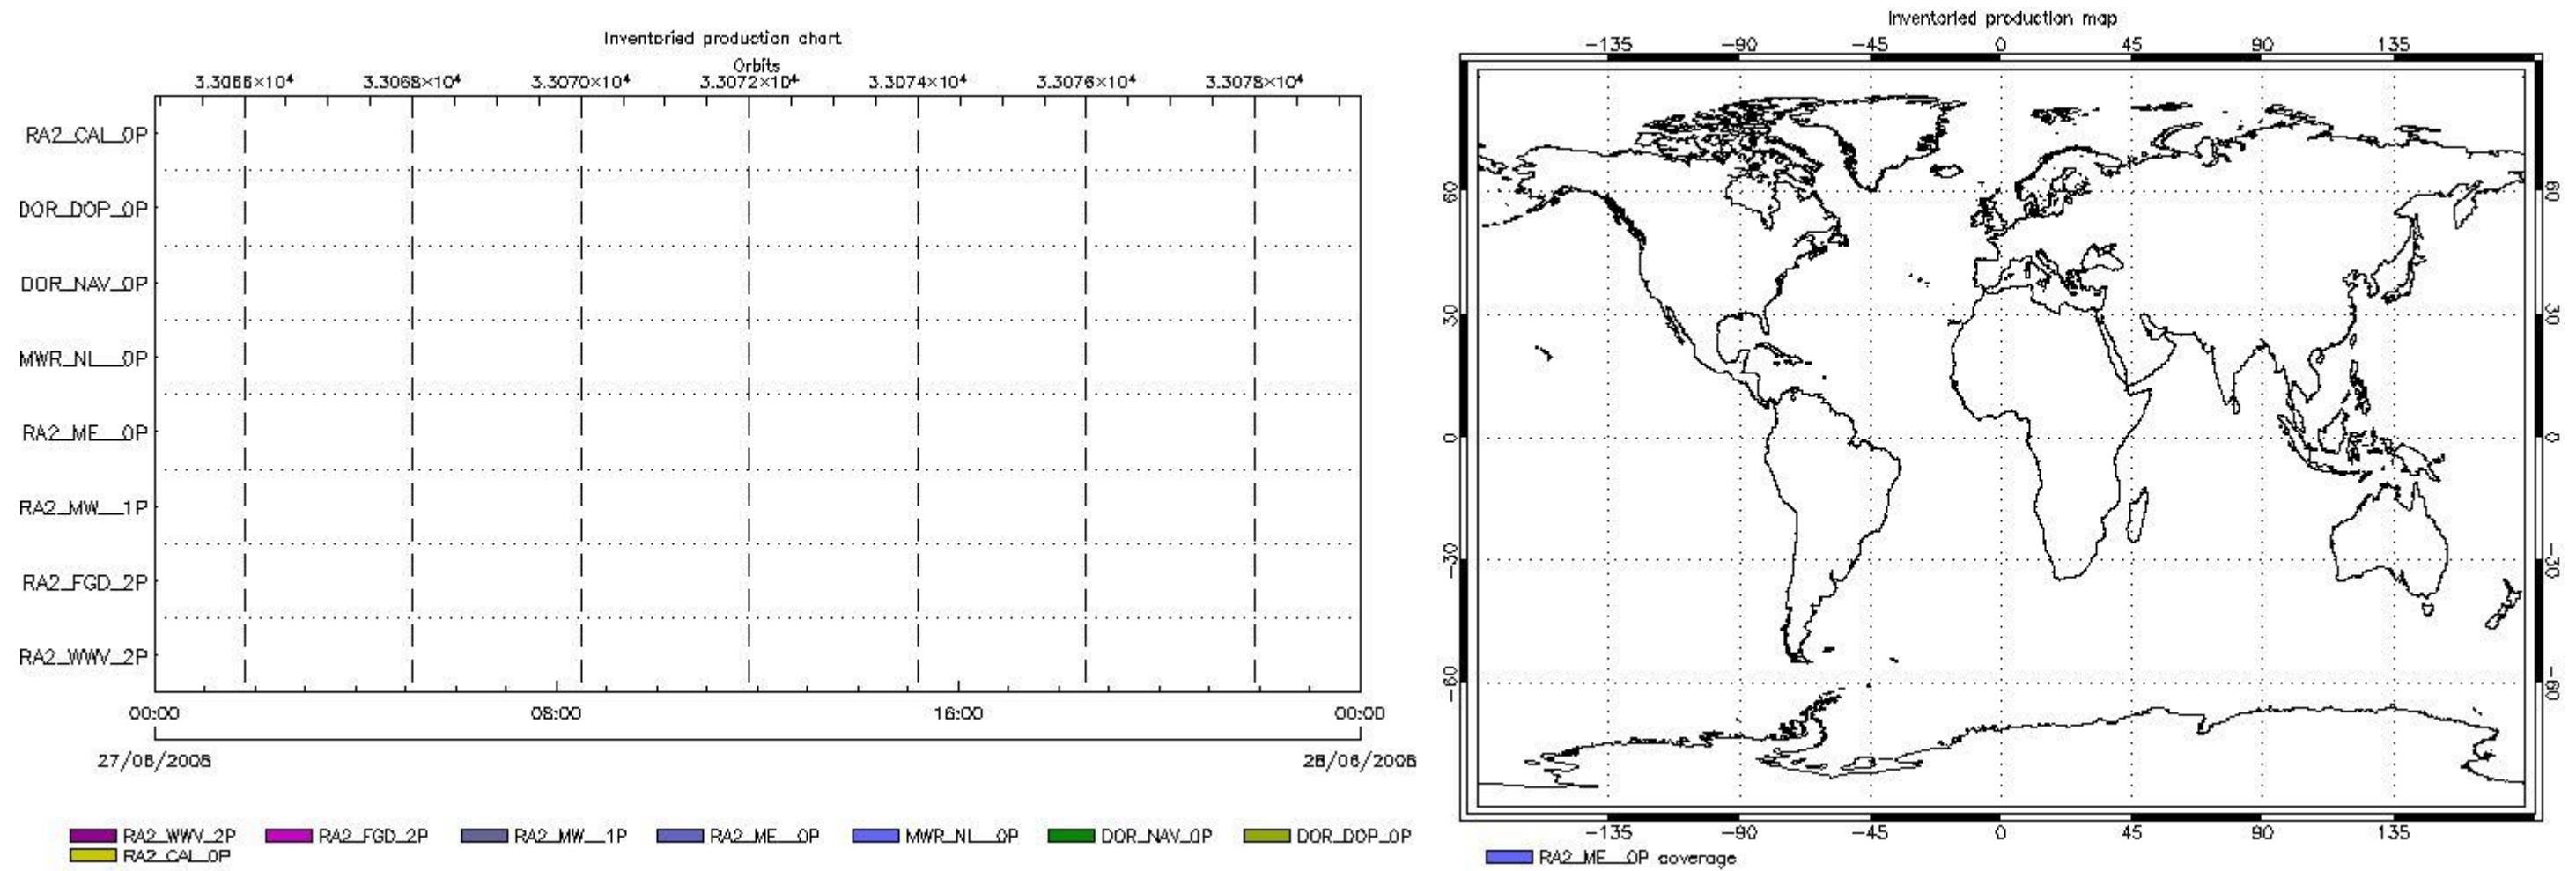 Inventoried production chart
Orbits
3.3066×10⁴ 3.3068×10⁴ 3.3070×10⁴ 3.3072×10⁴ 3.3074×10⁴ 3.3076×10⁴ 3.3078×10⁴
RA2_CAL_0P
DOR_DOP_0P
DOR_NAV_0P
MWR_NL__0P
RA2_ME__0P
RA2_MW__1P
RA2_FGD_2P
RA2_WWV_2P
00:00 08:00 16:00 00:00
27/06/2008 28/06/2008
RA2_WWV_2P RA2_FGD_2P RA2_MW__1P RA2_ME__0P MWR_NL__0P DOR_NAV_0P DOR_DOP_0P
RA2_CAL_0P
Inventoried production map
−135 −90 −45 0 45 90 135
60 60
30 30
0 0
−30 −30
−60 −60
−135 −90 −45 0 45 90 135
RA2_ME__0P coverage